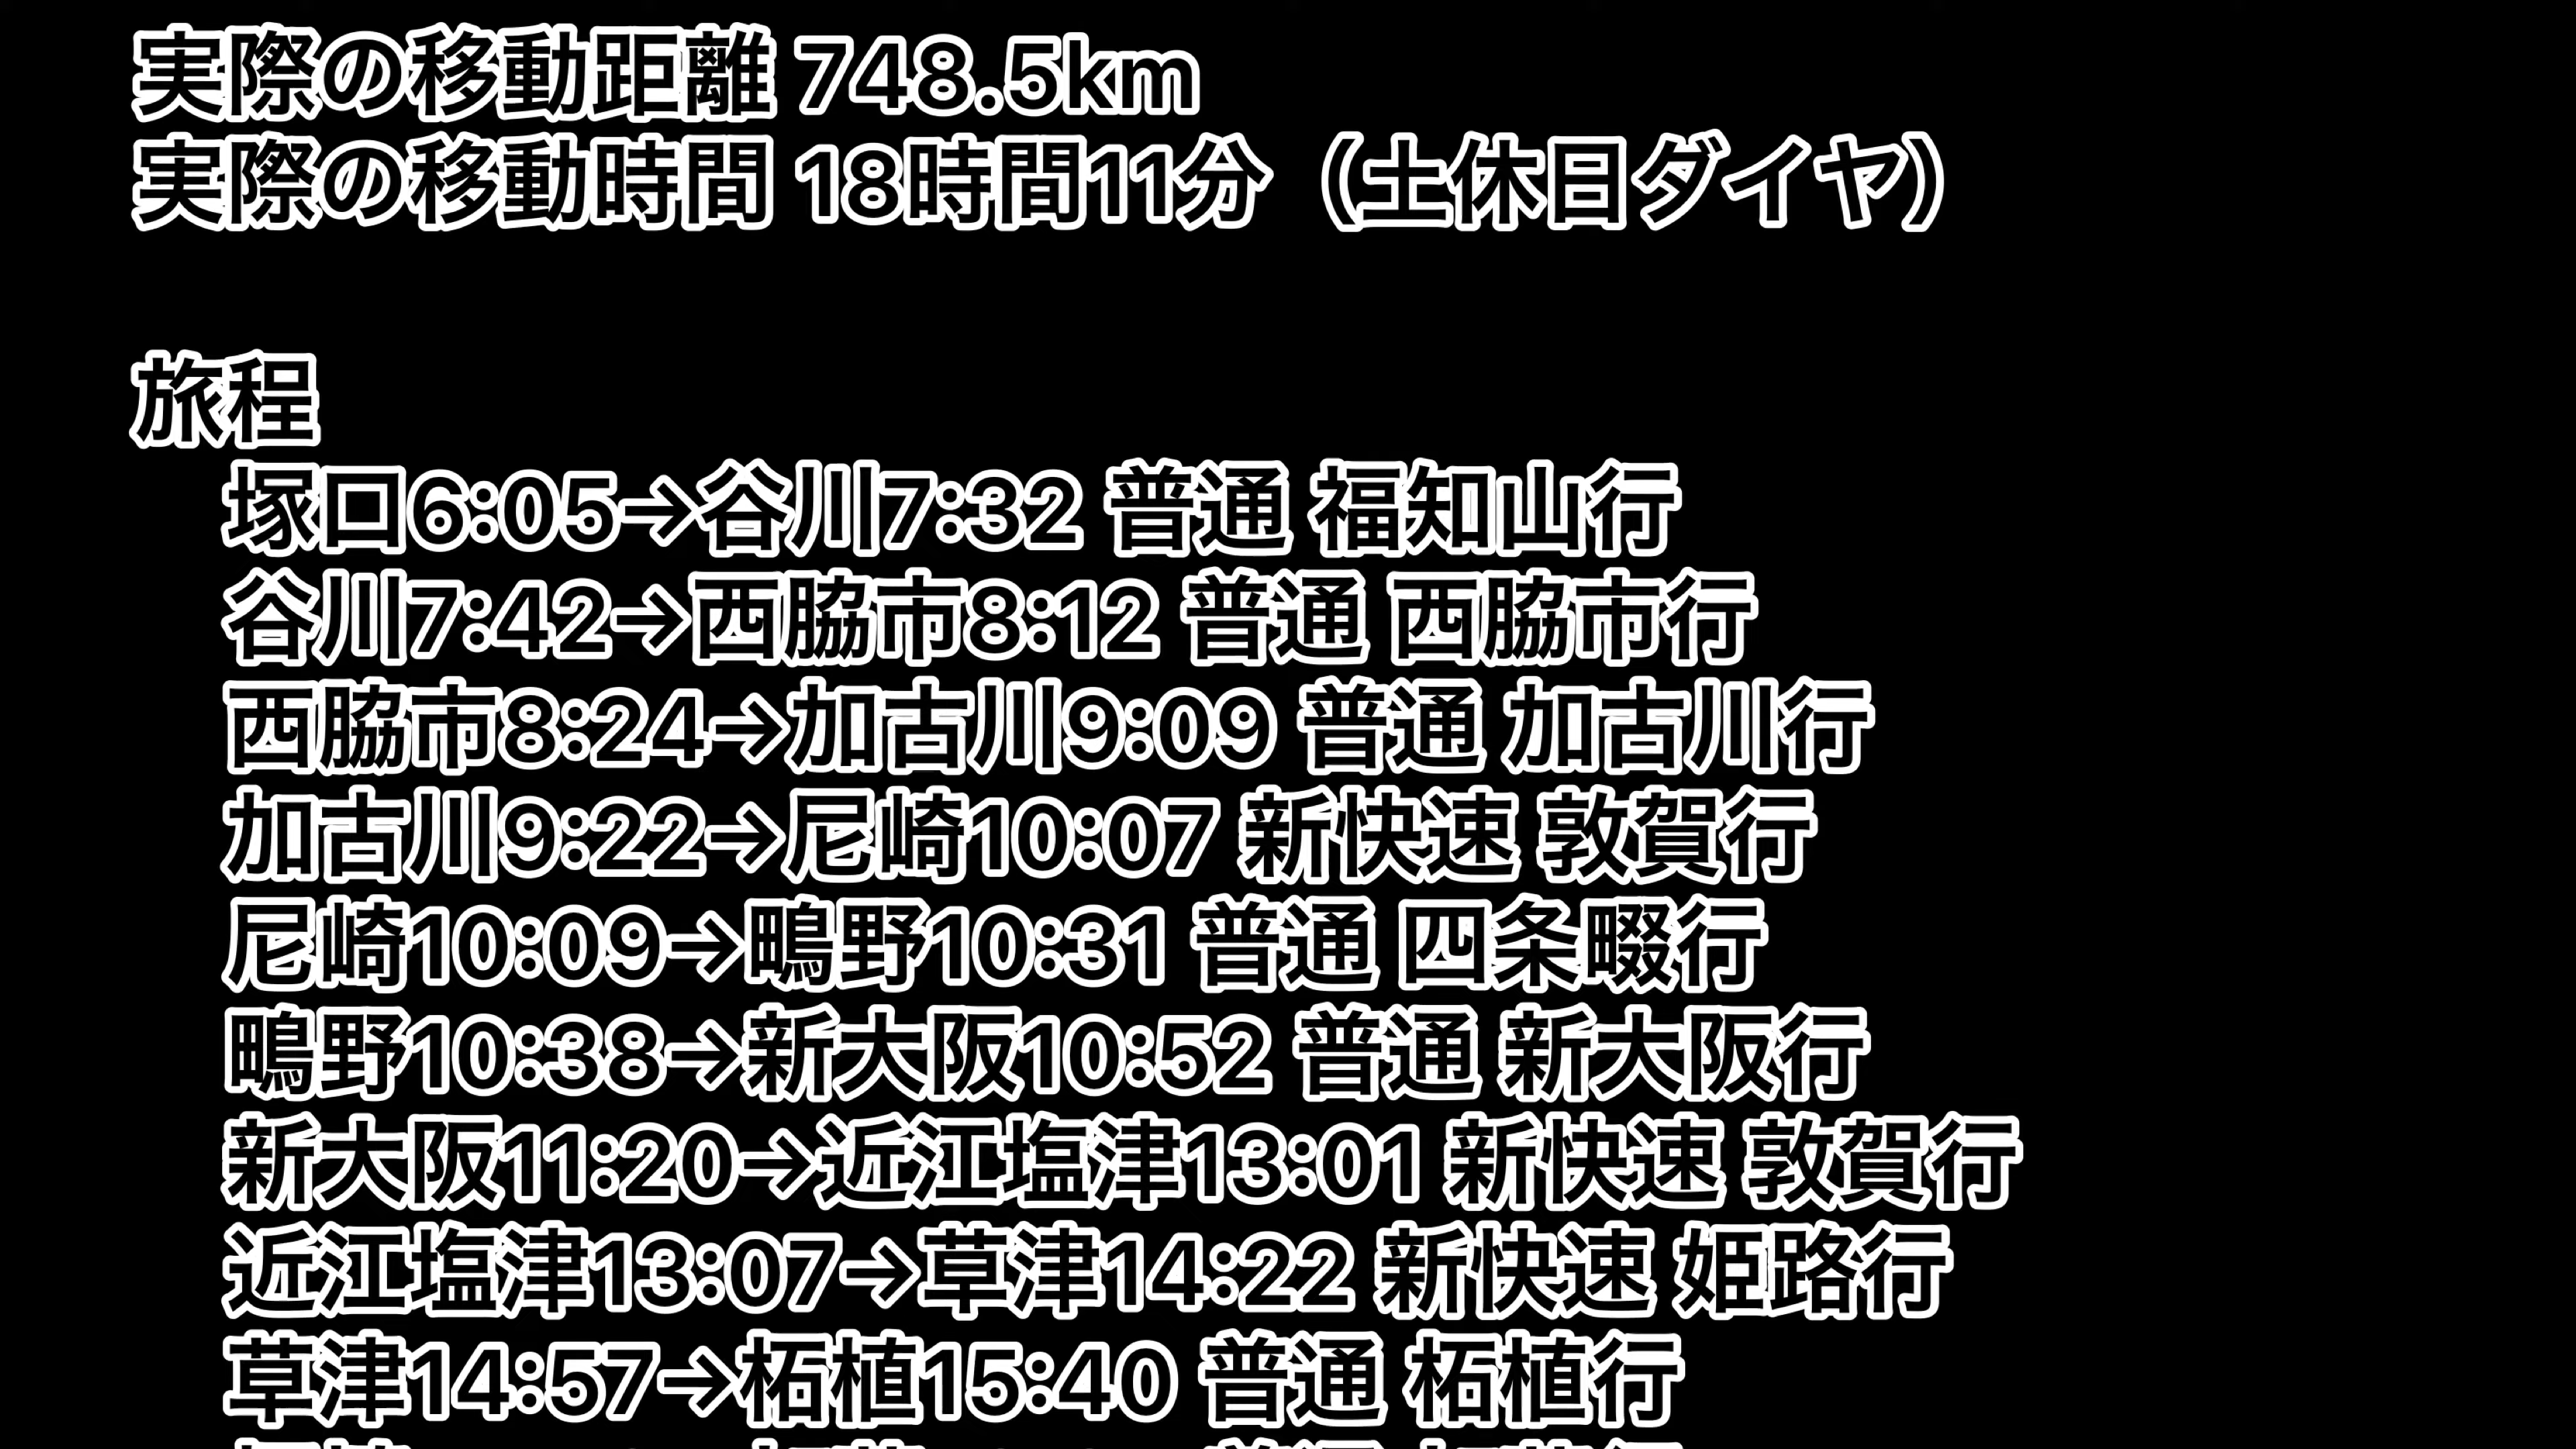 実際の移動距離 748.5km
実際の移動時間 18時間11分（土休日ダイヤ）
旅程
塚口6:05→谷川7:32 普通 福知山行
谷川7:42→西脇市8:12 普通 西脇市行
西脇市8:24→加古川9:09 普通 加古川行
加古川9:22→尼崎10:07 新快速 敦賀行
尼崎10:09→鴫野10:31 普通 四条畷行
鴫野10:38→新大阪10:52 普通 新大阪行
新大阪11:20→近江塩津13:01 新快速 敦賀行
近江塩津13:07→草津14:22 新快速 姫路行
草津14:57→柘植15:40 普通 柘植行